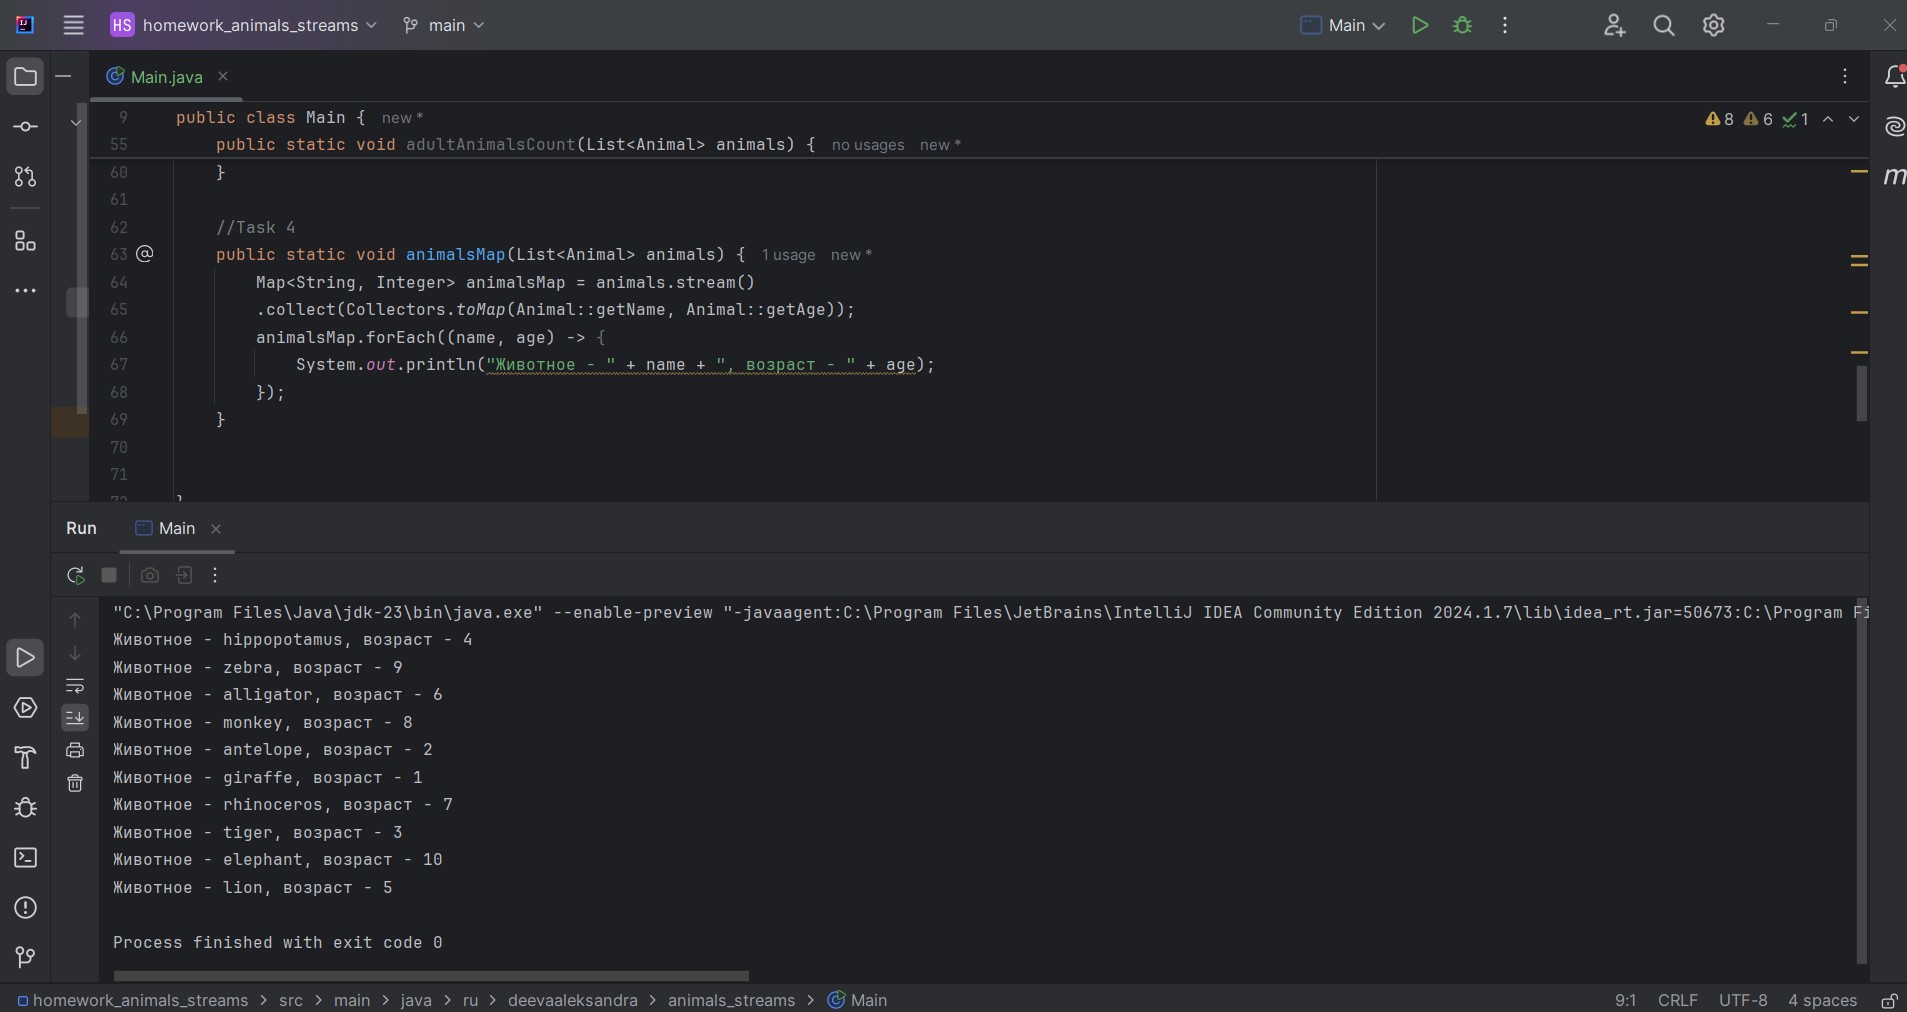 HS homework_animals_streams main Main
Main.java
9 public class Main { new *
8 6 1
55 public static void adultAnimalsCount(List<Animal> animals) { no usages new *
60 }
61
62 //Task 4
63 @ public static void animalsMap(List<Animal> animals) { 1 usage new *
64 Map<String, Integer> animalsMap = animals.stream()
65 .collect(Collectors.toMap(Animal::getName, Animal::getAge));
66 animalsMap.forEach((name, age) -> {
67 System.out.println("Животное - " + name + ", возраст - " + age);
68 });
69 }
70
71
Run Main
"C:\Program Files\Java\jdk-23\bin\java.exe" --enable-preview "-javaagent:C:\Program Files\JetBrains\IntelliJ IDEA Community Edition 2024.1.7\lib\idea_rt.jar=50673:C:\Program Fi
Животное - hippopotamus, возраст - 4
Животное - zebra, возраст - 9
Животное - alligator, возраст - 6
Животное - monkey, возраст - 8
Животное - antelope, возраст - 2
Животное - giraffe, возраст - 1
Животное - rhinoceros, возраст - 7
Животное - tiger, возраст - 3
Животное - elephant, возраст - 10
Животное - lion, возраст - 5
Process finished with exit code 0
homework_animals_streams > src > main > java > ru > deevaaleksandra > animals_streams > Main 9:1 CRLF UTF-8 4 spaces